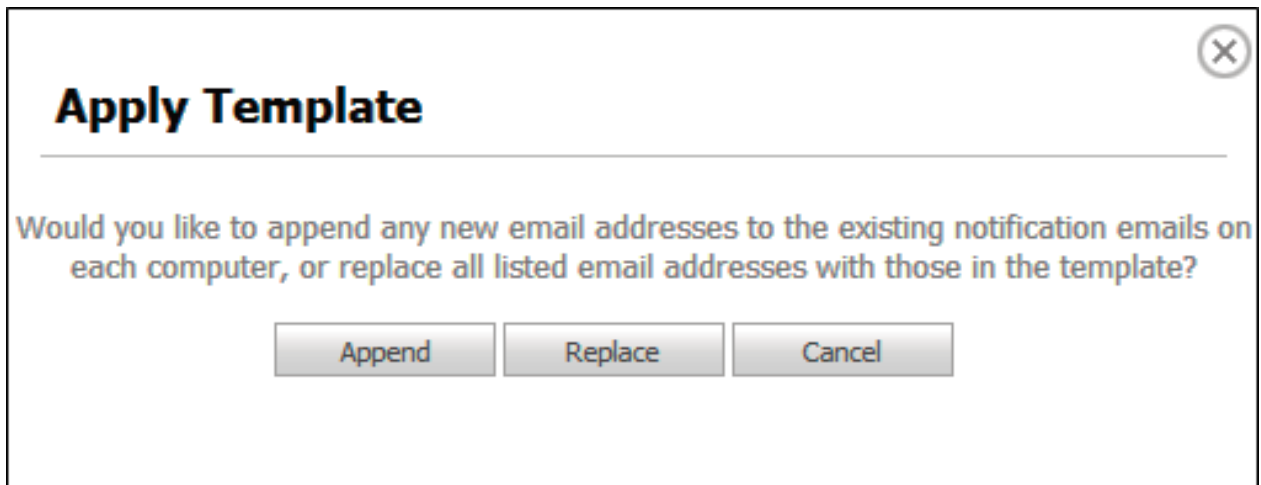 Apply Template
Would you like to append any new email addresses to the existing notification emails on
each computer, or replace all listed email addresses with those in the template?
Append Replace Cancel